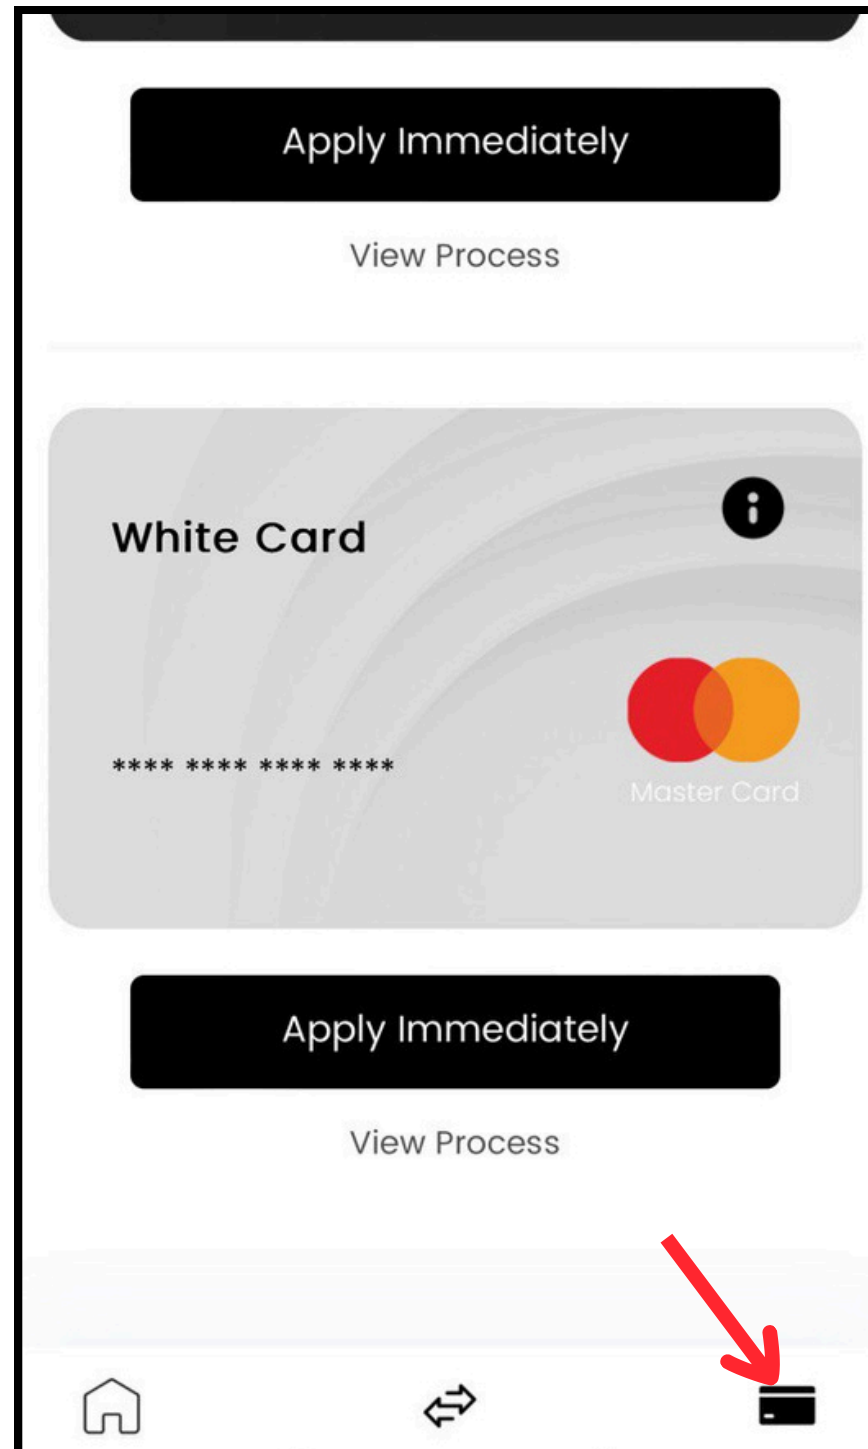 Apply Immediately
View Process
White Card
**** **** **** ****
Master Card
Apply Immediately
View Process